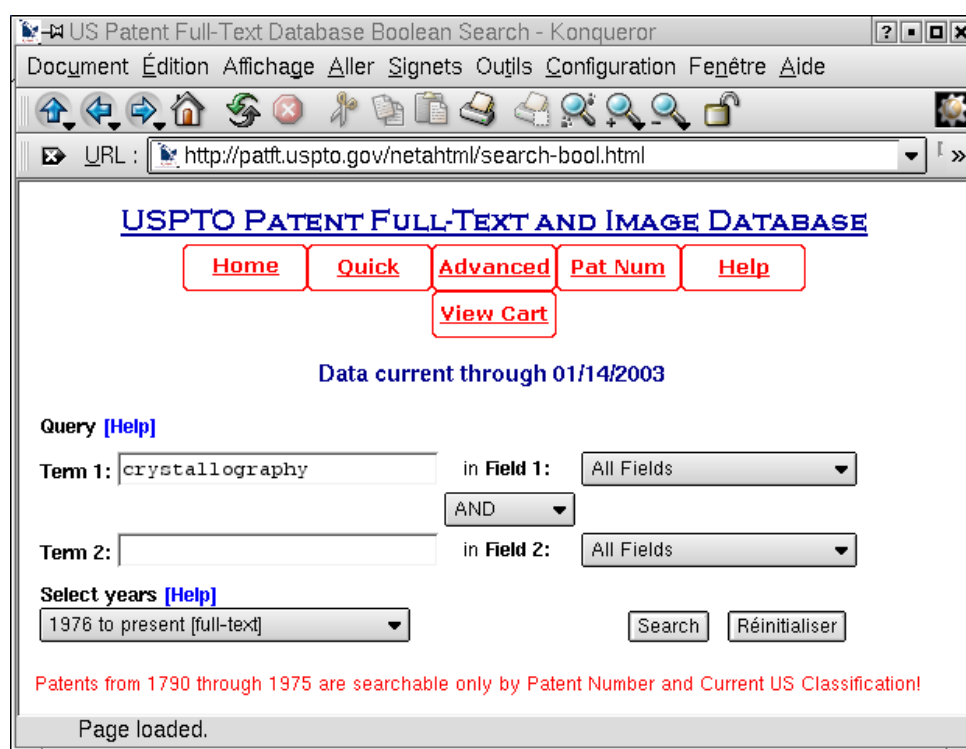 US Patent Full-Text Database Boolean Search - Konqueror
Document Édition Affichage Aller Signets Outils Configuration Fenêtre Aide
URL : http://patft.uspto.gov/netahtml/search-bool.html »
USPTO PATENT FULL-TEXT AND IMAGE DATABASE
Home Quick Advanced Pat Num Help
View Cart
Data current through 01/14/2003
Query [Help]
Term 1: crystallography in Field 1: All Fields
AND
Term 2: in Field 2: All Fields
Select years [Help]
1976 to present [full-text] Search Réinitialiser
Patents from 1790 through 1975 are searchable only by Patent Number and Current US Classification!
Page loaded.